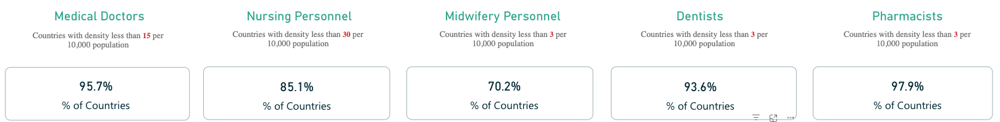 Medical Doctors
Countries with density less than 15 per
10,000 population
95.7%
% of Countries
Nursing Personnel
Countries with density less than 30 per
10,000 population
85.1%
% of Countries
Midwifery Personnel
Countries with density less than 3 per
10,000 population
70.2%
% of Countries
Dentists
Countries with density less than 3 per
10,000 population
93.6%
% of Countries
Pharmacists
Countries with density less than 3 per
10,000 population
97.9%
% of Countries